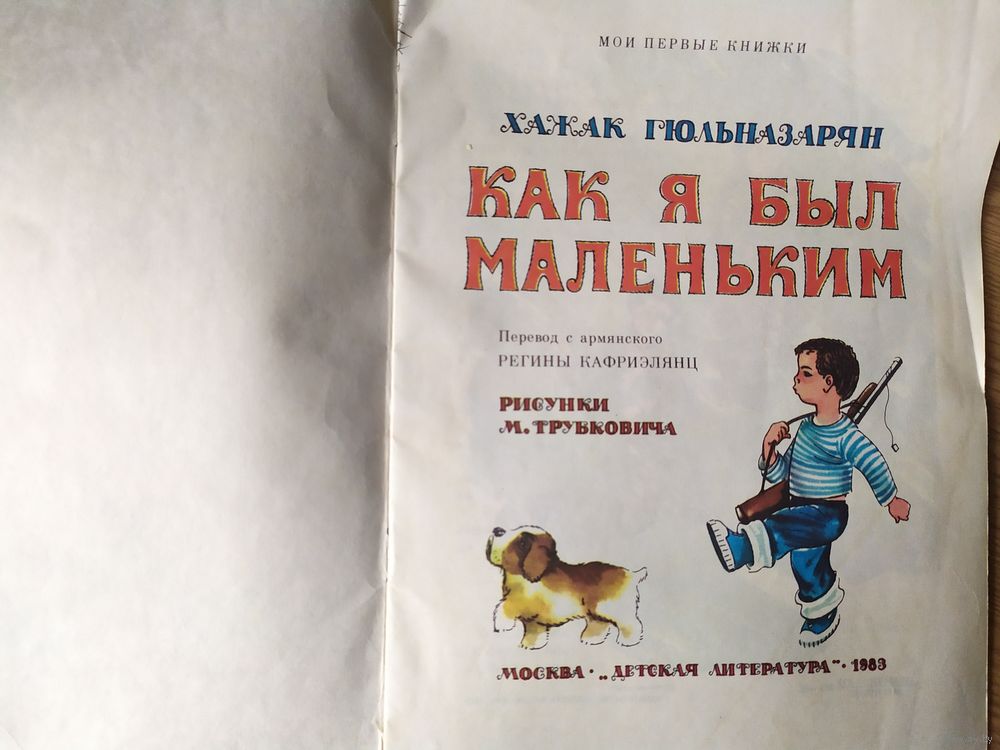 МОИ ПЕРВЫЕ КНИЖКИ
ХАЖАК ГЮЛЬНАЗАРЯН
КАК Я БЫЛ
МАЛЕНЬКИМ
Перевод с армянского
РЕГИНЫ КАФРИЭЛЯНЦ
РИСУНКИ
М. ТРУБКОВИЧА
МОСКВА · „ДЕТСКАЯ ЛИТЕРАТУРА“ · 1983